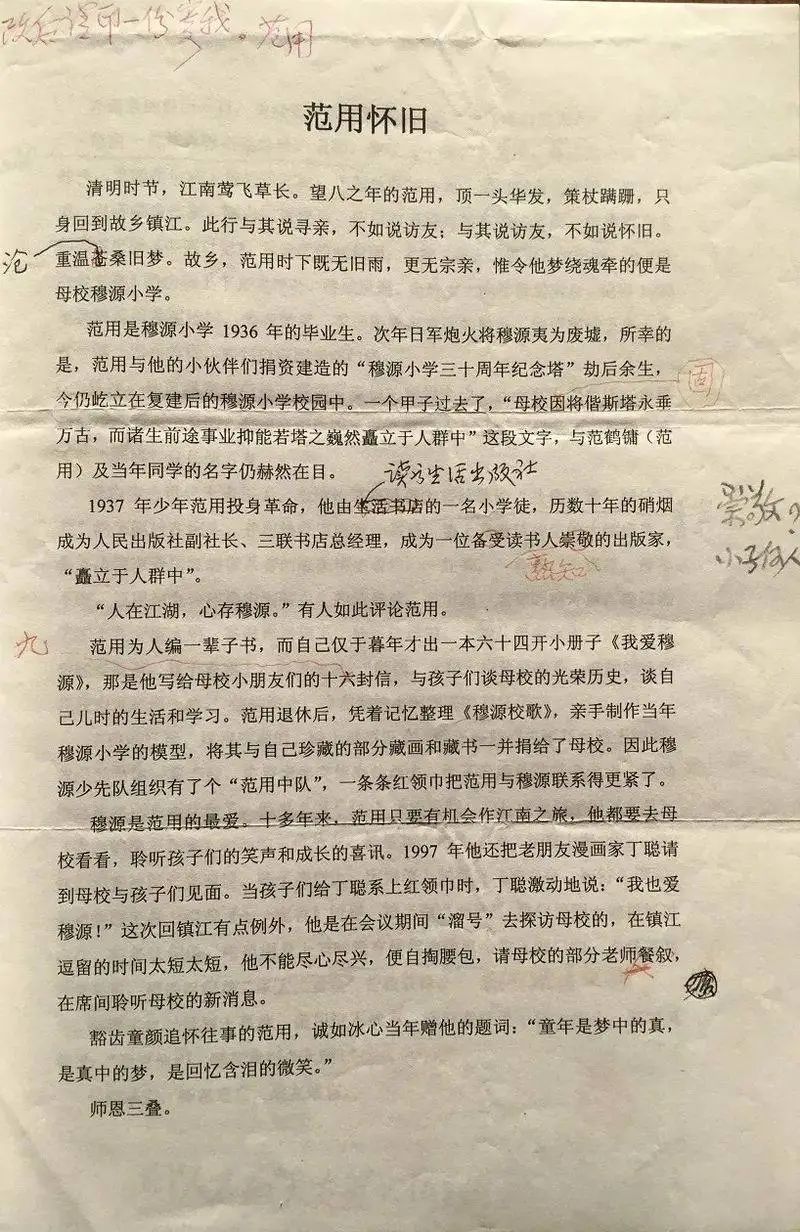 改后请印一份寄我。范用
范用怀旧
清明时节，江南莺飞草长。望八之年的范用，顶一头华发，策杖蹒跚，只
身回到故乡镇江。此行与其说寻亲，不如说访友；与其说访友，不如说怀旧。
沧
重温苍桑旧梦。故乡，范用时下既无旧雨，更无宗亲，惟令他梦绕魂牵的便是
母校穆源小学。
范用是穆源小学 1936 年的毕业生。次年日军炮火将穆源夷为废墟，所幸的
是，范用与他的小伙伴们捐资建造的“穆源小学三十周年纪念塔”劫后余生，
固
今仍屹立在复建后的穆源小学校园中。一个甲子过去了，“母校因将偕斯塔永垂
万古，而诸生前途事业抑能若塔之巍然矗立于人群中”这段文字，与范鹤镛（范
用）及当年同学的名字仍赫然在目。
读书生活出版社
1937 年少年范用投身革命，他由生活书店的一名小学徒，历数十年的硝烟
成为人民出版社副社长、三联书店总经理，成为一位备受读书人崇敬的出版家，
崇敬？
熟知
“矗立于人群中”。
“人在江湖，心存穆源。”有人如此评论范用。
九
范用为人编一辈子书，而自己仅于暮年才出一本六十四开小册子《我爱穆
源》，那是他写给母校小朋友们的十六封信，与孩子们谈母校的光荣历史，谈自
己儿时的生活和学习。范用退休后，凭着记忆整理《穆源校歌》，亲手制作当年
穆源小学的模型，将其与自己珍藏的部分藏画和藏书一并捐给了母校。因此穆
源少先队组织有了个“范用中队”，一条条红领巾把范用与穆源联系得更紧了。
穆源是范用的最爱。十多年来，范用只要有机会作江南之旅，他都要去母
校看看，聆听孩子们的笑声和成长的喜讯。1997 年他还把老朋友漫画家丁聪请
到母校与孩子们见面。当孩子们给丁聪系上红领巾时，丁聪激动地说：“我也爱
穆源！”这次回镇江有点例外，他是在会议期间“溜号”去探访母校的，在镇江
逗留的时间太短太短，他不能尽心尽兴，便自掏腰包，请母校的部分老师餐叙，
在席间聆听母校的新消息。
豁齿童颜追怀往事的范用，诚如冰心当年赠他的题词：“童年是梦中的真，
是真中的梦，是回忆含泪的微笑。”
师恩三叠。